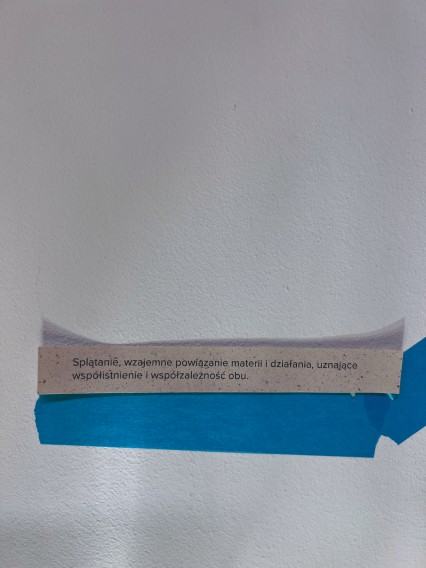 Splątanie, wzajemne powiązanie materii i działania, uznające
współistnienie i współzależność obu.